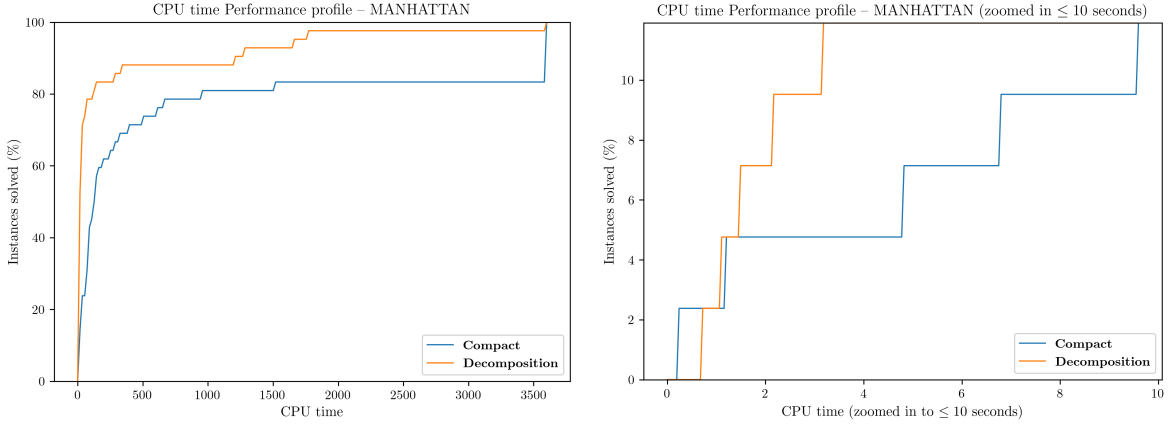 CPU time Performance profile – MANHATTAN
100
80
60
40
20
0
Instances solved (%)
0 500 1000 1500 2000 2500 3000 3500
CPU time
Compact
Decomposition
CPU time Performance profile – MANHATTAN (zoomed in ≤ 10 seconds)
10
8
6
4
2
0
Instances solved (%)
0 2 4 6 8 10
CPU time (zoomed in to ≤ 10 seconds)
Compact
Decomposition